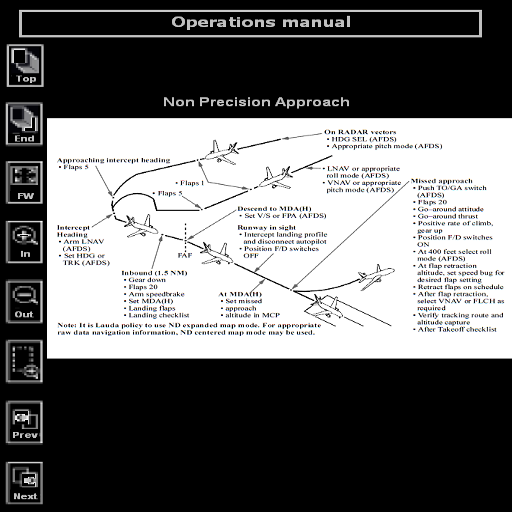 Operations manual
Top
End
FW
In
Out
Prev
Next
Non Precision Approach
On RADAR vectors
• HDG SEL (AFDS)
• Appropriate pitch mode (AFDS)
Approaching intercept heading
• Flaps 5
• Flaps 1
• Flaps 5
• LNAV or appropriate
roll mode (AFDS)
• VNAV or appropriate
pitch mode (AFDS)
Intercept
Heading
• Arm LNAV
(AFDS)
• Set HDG or
TRK (AFDS)
Descend to MDA(H)
• Set V/S or FPA (AFDS)
Runway in sight
• Intercept landing profile
and disconnect autopilot
• Position F/D switches
OFF
FAF
Inbound (1.5 NM)
• Gear down
• Flaps 20
• Arm speedbrake
• Set MDA(H)
• Landing flaps
• Landing checklist
At MDA(H)
• Set missed
• approach
• altitude in MCP
Missed approach
• Push TO/GA switch
(AFDS)
• Flaps 20
• Go–around attitude
• Go–around thrust
• Positive rate of climb,
gear up
• Position F/D switches
ON
• At 400 feet select roll
mode (AFDS)
• At flap retraction
altitude, set speed bug for
desired flap setting
• Retract flaps on schedule
• After flap retraction,
select VNAV or FLCH as
required
• Verify tracking route and
altitude capture
• After Takeoff checklist
Note: It is Lauda policy to use ND expanded map mode. For appropriate
raw data navigation information, ND centered map mode may be used.